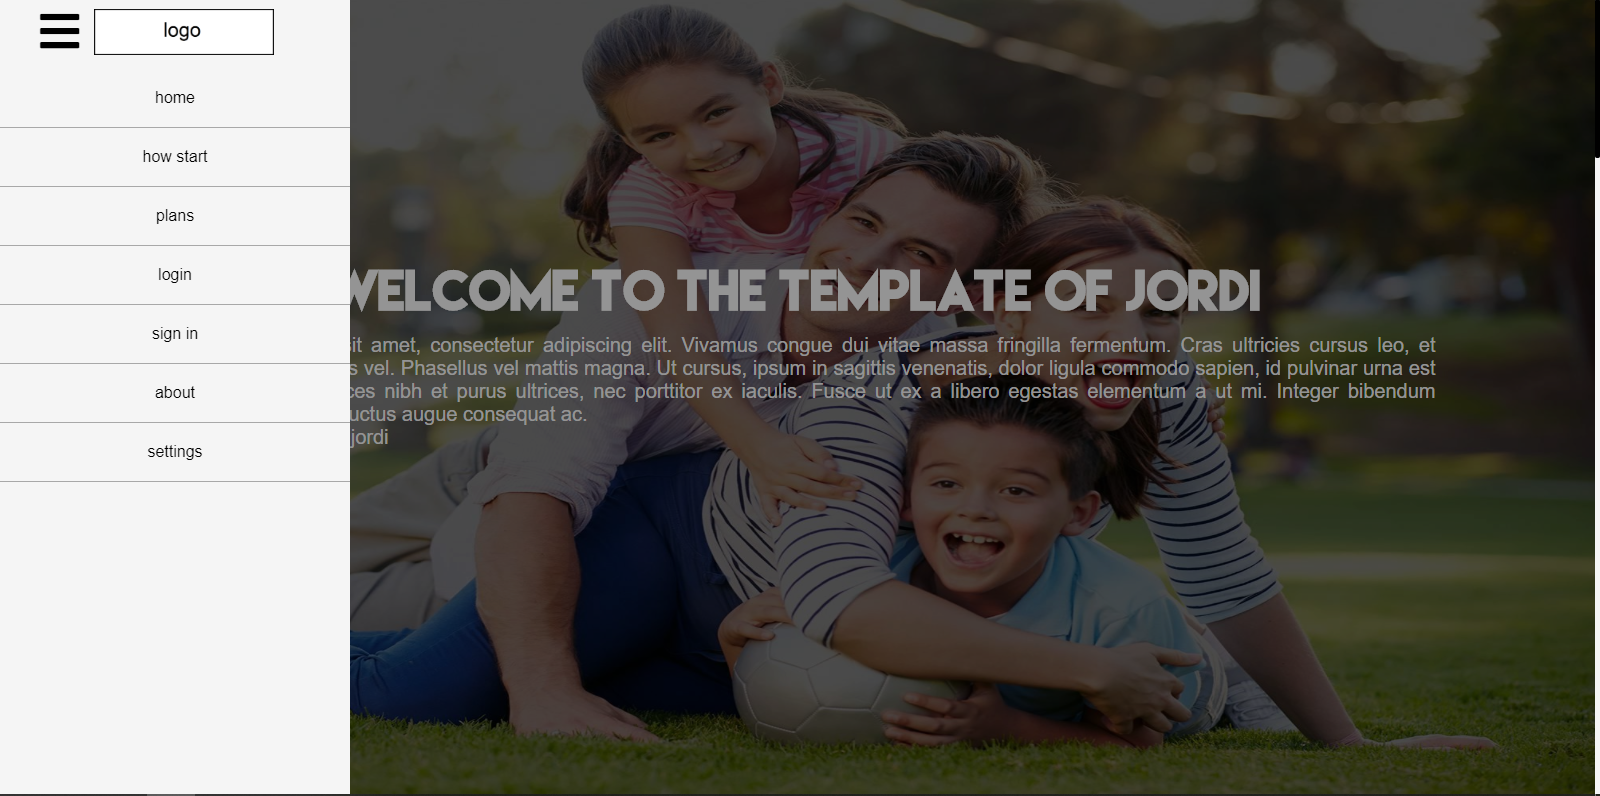 logo
home
how start
plans
login
sign in
about
settings
WELCOME TO THE TEMPLATE OF JORDI
sit amet, consectetur adipiscing elit. Vivamus congue dui vitae massa fringilla fermentum. Cras ultricies cursus leo, et
vel. Phasellus vel mattis magna. Ut cursus, ipsum in sagittis venenatis, dolor ligula commodo sapien, id pulvinar urna est
nibh et purus ultrices, nec porttitor ex iaculis. Fusce ut ex a libero egestas elementum a ut mi. Integer bibendum
augue consequat ac.
jordi